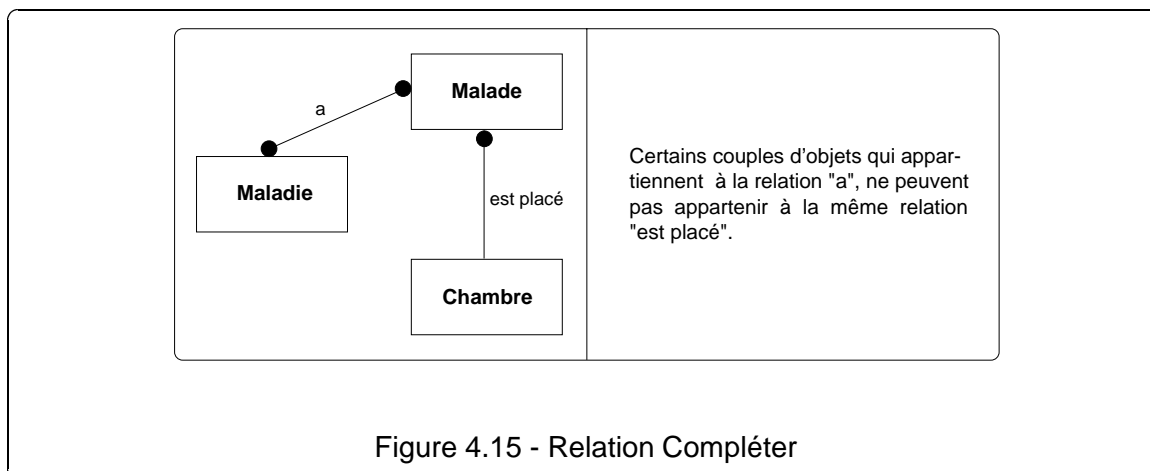 Malade
a
Maladie
est placé
Chambre
Certains couples d'objets qui appar-
tiennent à la relation "a", ne peuvent
pas appartenir à la même relation
"est placé".
Figure 4.15 - Relation Compléter